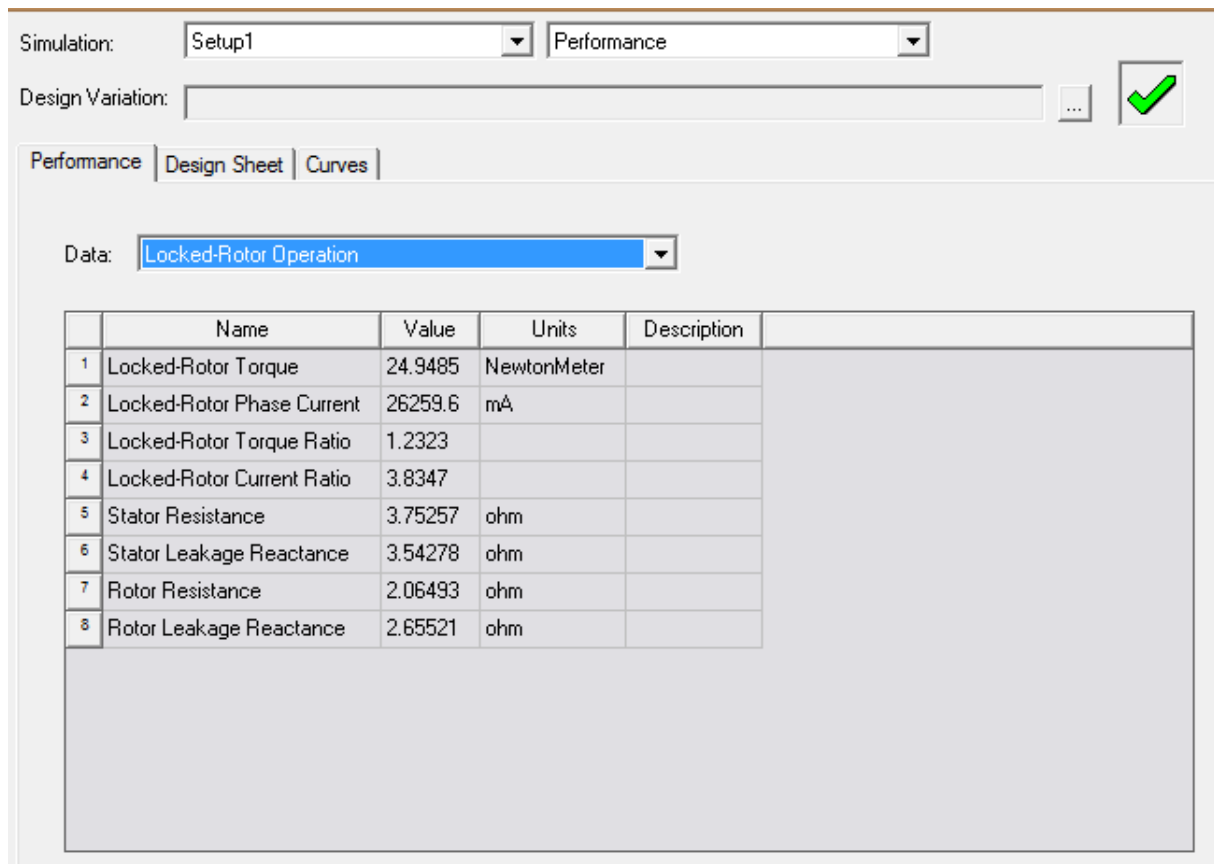 Simulation: Setup1 Performance
Design Variation: ...
Performance Design Sheet Curves
Data: Locked-Rotor Operation
Name Value Units Description
1 Locked-Rotor Torque 24.9485 NewtonMeter
2 Locked-Rotor Phase Current 26259.6 mA
3 Locked-Rotor Torque Ratio 1.2323
4 Locked-Rotor Current Ratio 3.8347
5 Stator Resistance 3.75257 ohm
6 Stator Leakage Reactance 3.54278 ohm
7 Rotor Resistance 2.06493 ohm
8 Rotor Leakage Reactance 2.65521 ohm